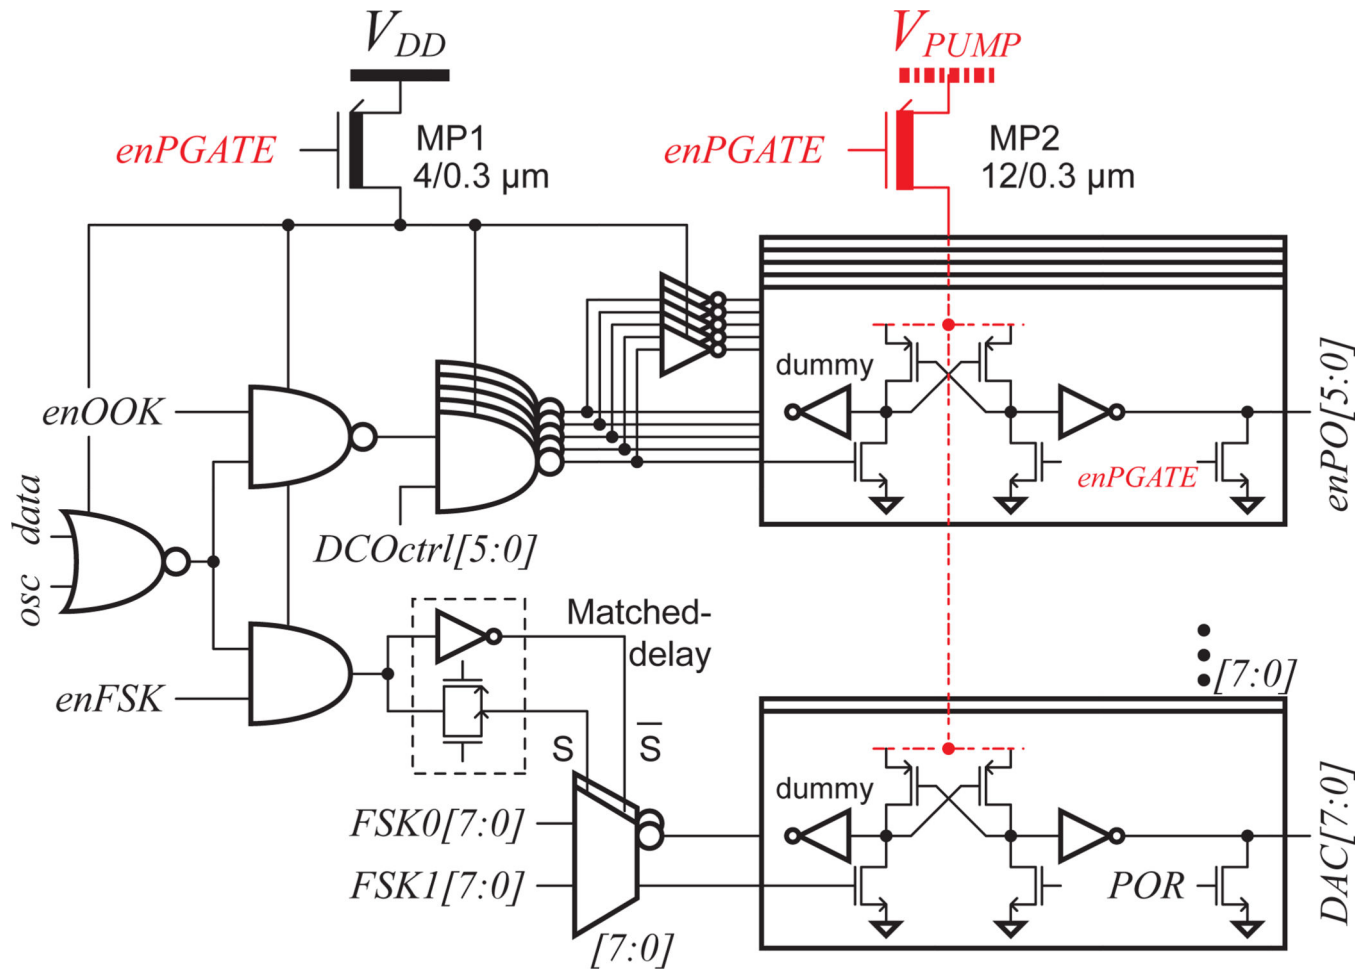 V_DD
V_PUMP
enPGATE
MP1
4/0.3 µm
enPGATE
MP2
12/0.3 µm
enOOK
data
osc
DCOctrl[5:0]
dummy
enPGATE
enPO[5:0]
enFSK
Matched-
delay
S
S̅
[7:0]
FSK0[7:0]
FSK1[7:0]
[7:0]
dummy
POR
DAC[7:0]